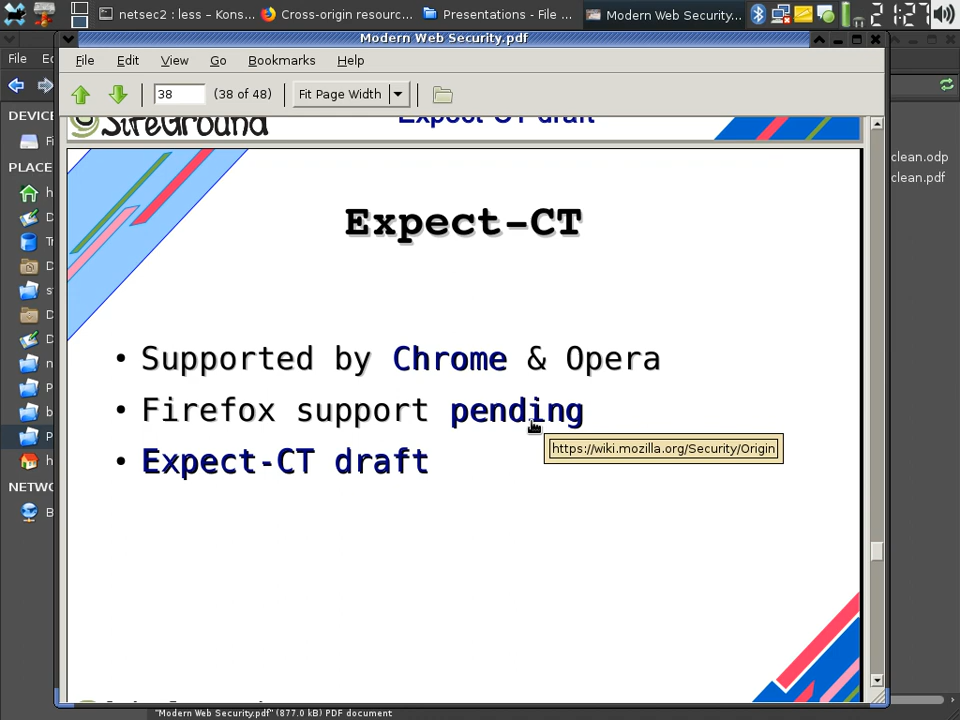 netsec2 : less – Kons...
Cross-origin resourc...
Presentations - File ...
Modern Web Security...
21:27
Modern Web Security.pdf
File
File Edit View Go Bookmarks Help
38 (38 of 48) Fit Page Width
DEVIC
PLACE
NETWO
clean.odp
clean.pdf
SiteGround
Expect-CT draft
Expect-CT
• Supported by Chrome & Opera
• Firefox support pending
https://wiki.mozilla.org/Security/Origin
• Expect-CT draft
"Modern Web Security.pdf" (877.0 kB) PDF document